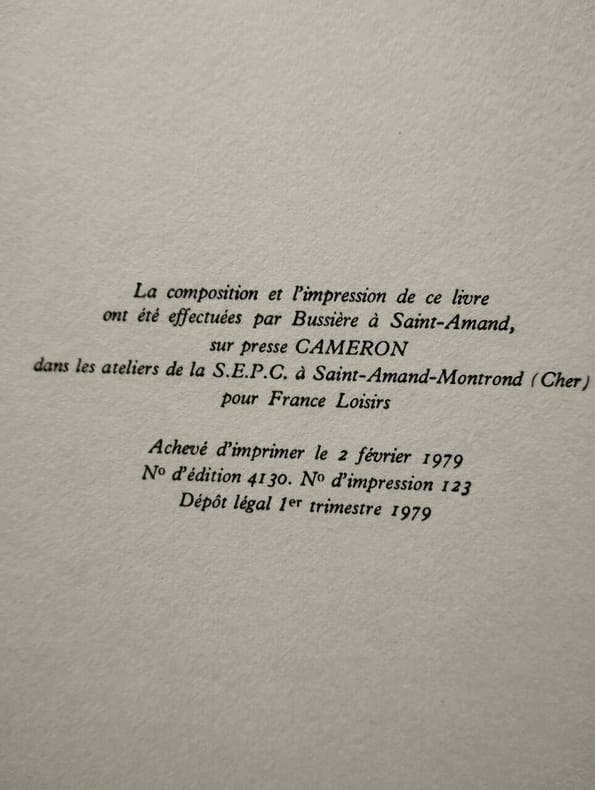 La composition et l'impression de ce livre
ont été effectuées par Bussière à Saint-Amand,
sur presse CAMERON
dans les ateliers de la S.E.P.C. à Saint-Amand-Montrond (Cher)
pour France Loisirs
Achevé d'imprimer le 2 février 1979
Nº d'édition 4130. Nº d'impression 123
Dépôt légal 1er trimestre 1979